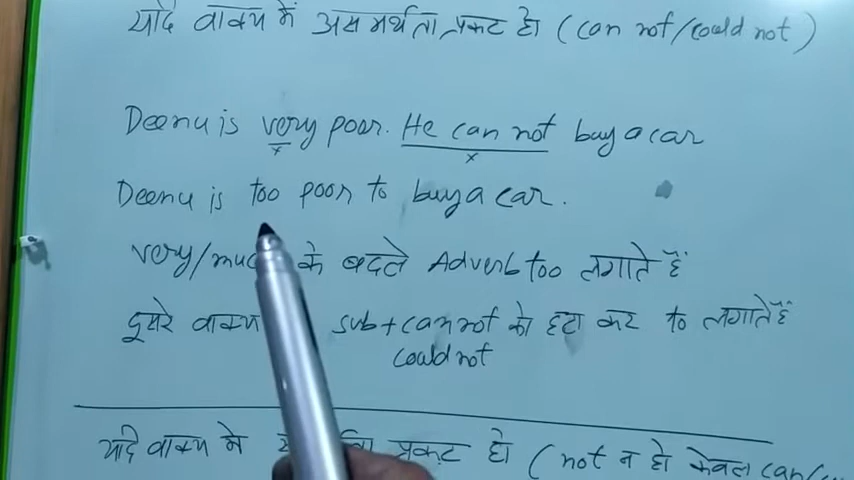 यदि वाक्य में असमर्थता प्रकट हो (can not/could not)
Deenu is very poor. He can not buy a car
Deenu is too poor to buy a car.
very/muc के बदले Adverb too लगाते हैं
दूसरे वाक्य sub+can not को हटा कर to लगाते हैं
could not
यदि वाक्य मे प्रकट हो (not न हो केवल can/